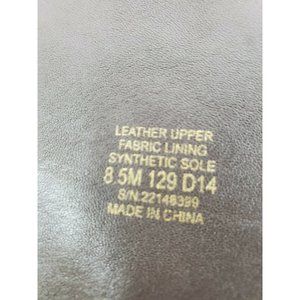 LEATHER UPPER
FABRIC LINING
SYNTHETIC SOLE
8 5M 129 D14
S/N.22148399
MADE IN CHINA